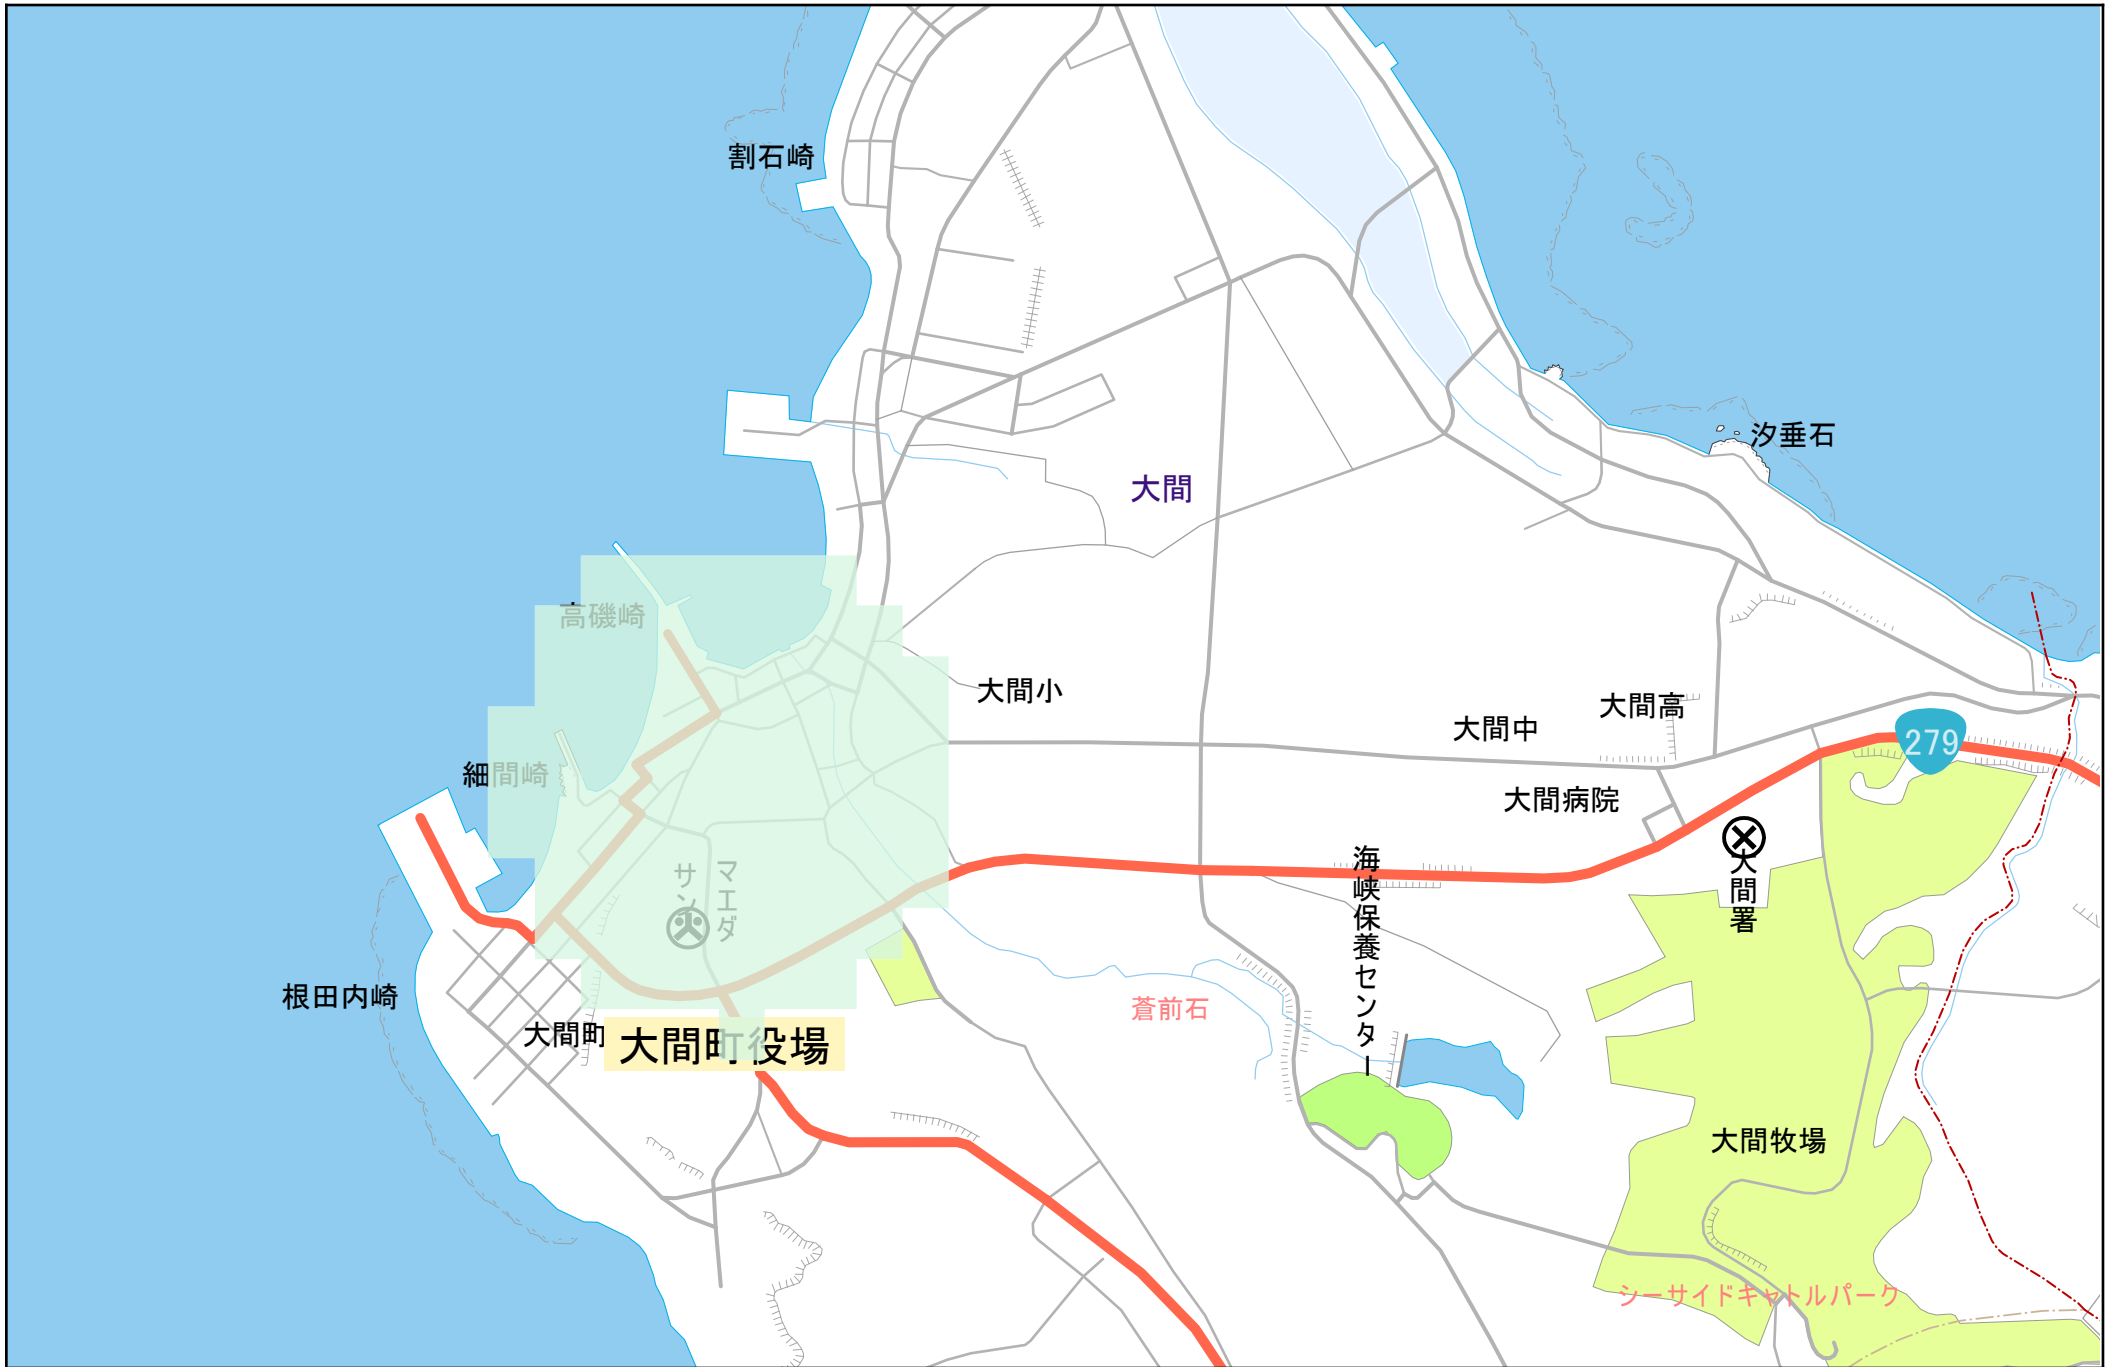 割石崎
汐垂石
大間
高磯崎
大間小
大間高
大間中
279
細間崎
大間病院
大間署
海峡保養センター
マエダ
サン
根田内崎
蒼前石
大間町
大間町役場
大間牧場
シーサイドキャトルパーク